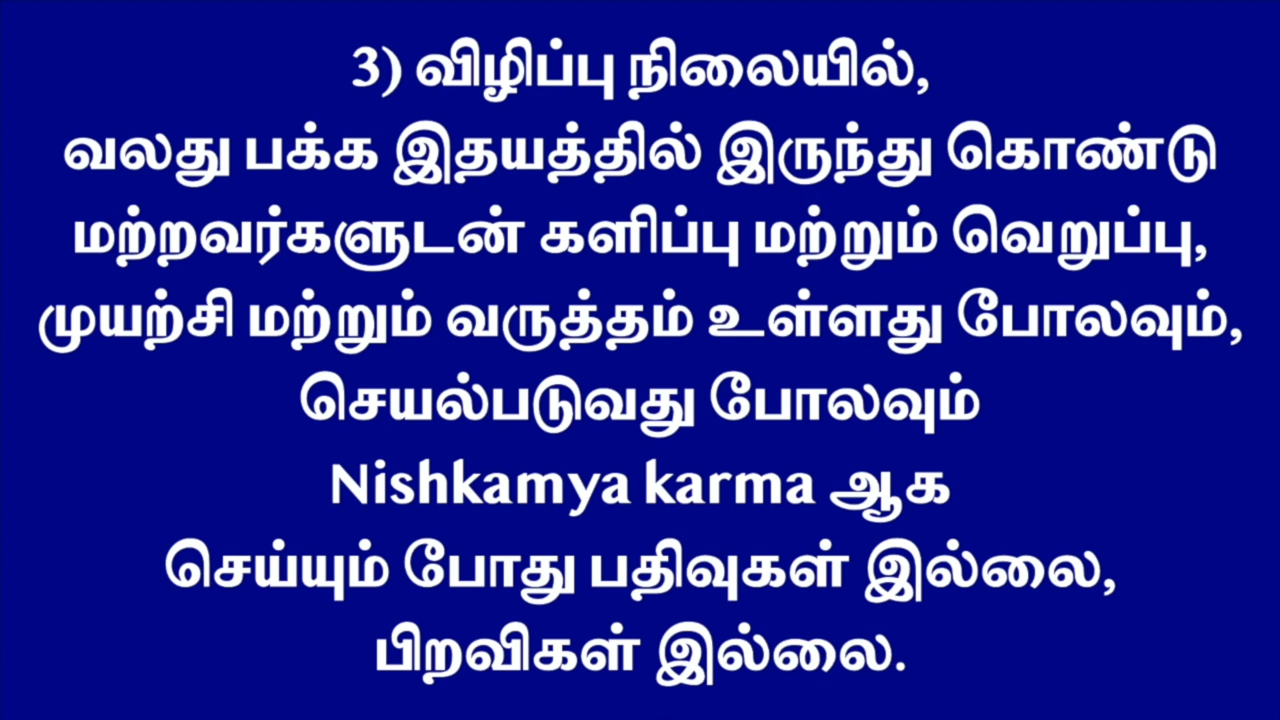 3) விழிப்பு நிலையில்,
வலது பக்க இதயத்தில் இருந்து கொண்டு
மற்றவர்களுடன் களிப்பு மற்றும் வெறுப்பு,
முயற்சி மற்றும் வருத்தம் உள்ளது போலவும்,
செயல்படுவது போலவும்
Nishkamya karma ஆக
செய்யும் போது பதிவுகள் இல்லை,
பிறவிகள் இல்லை.